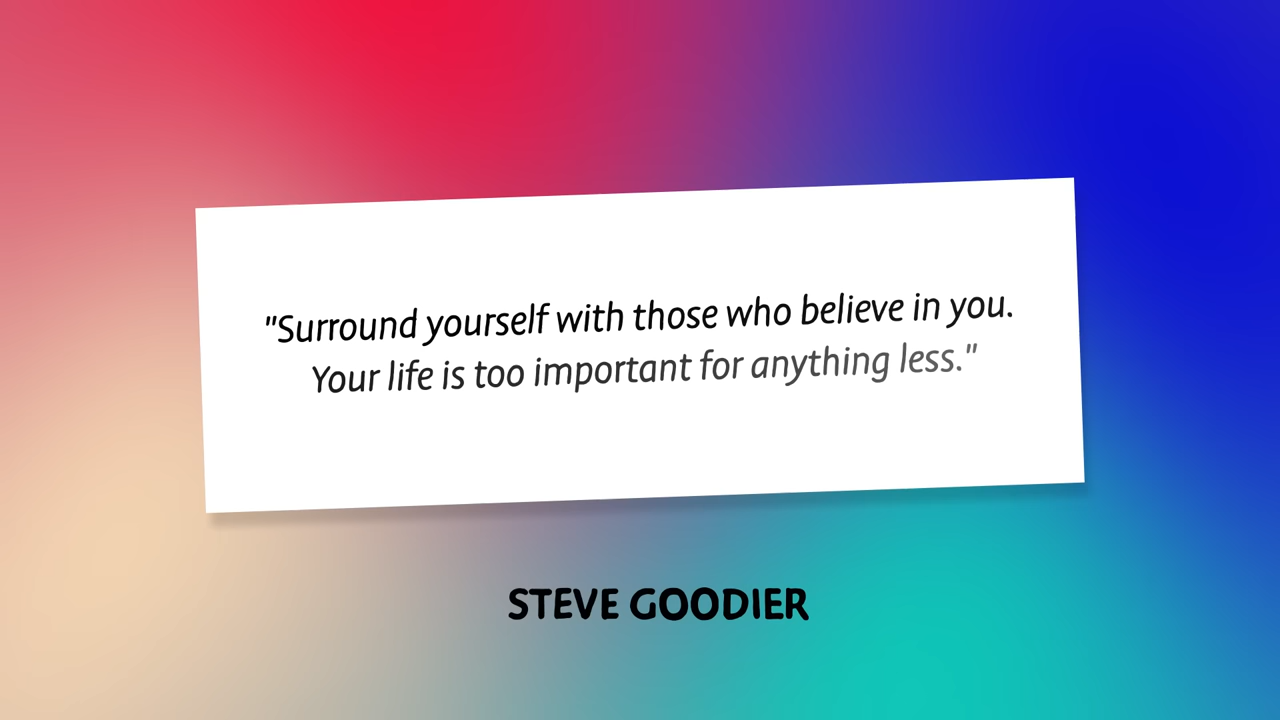 "Surround yourself with those who believe in you.
Your life is too important for anything less."
STEVE GOODIER